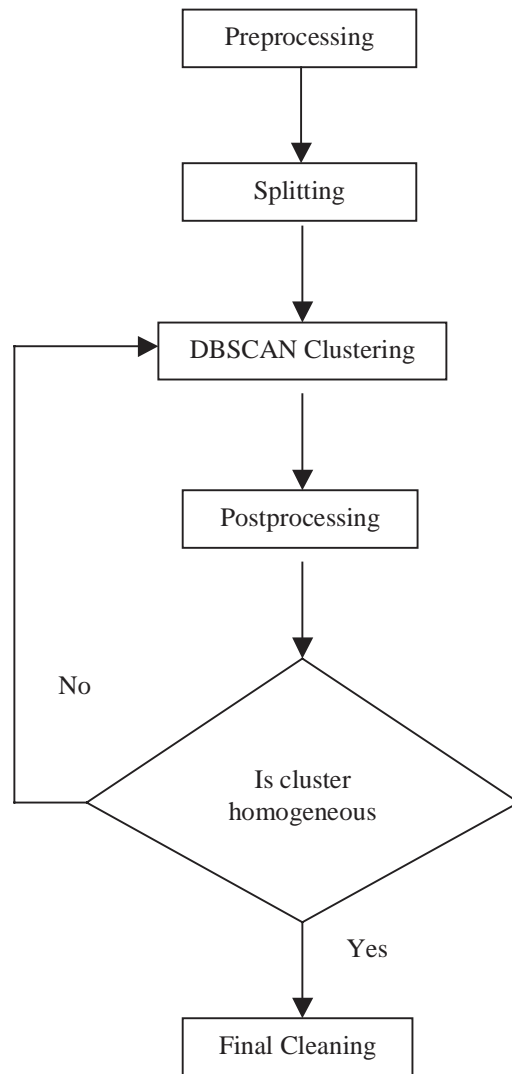 Preprocessing
Splitting
DBSCAN Clustering
Postprocessing
No
Is cluster
homogeneous
Yes
Final Cleaning